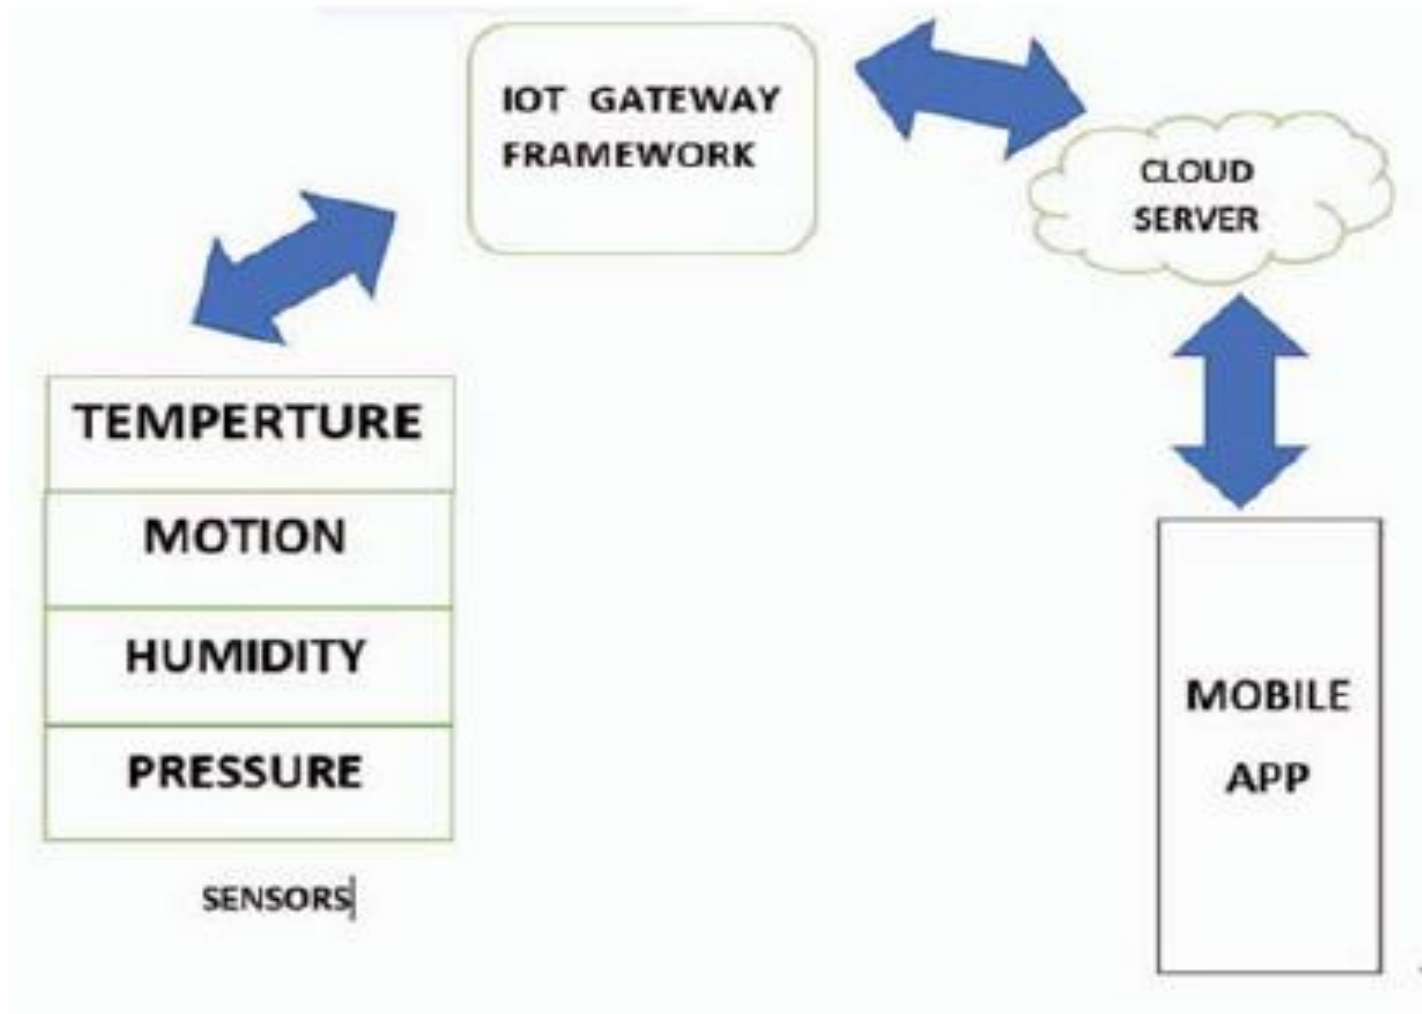 IOT GATEWAY
FRAMEWORK
CLOUD
SERVER
TEMPERTURE
MOTION
HUMIDITY
PRESSURE
SENSORS
MOBILE
APP